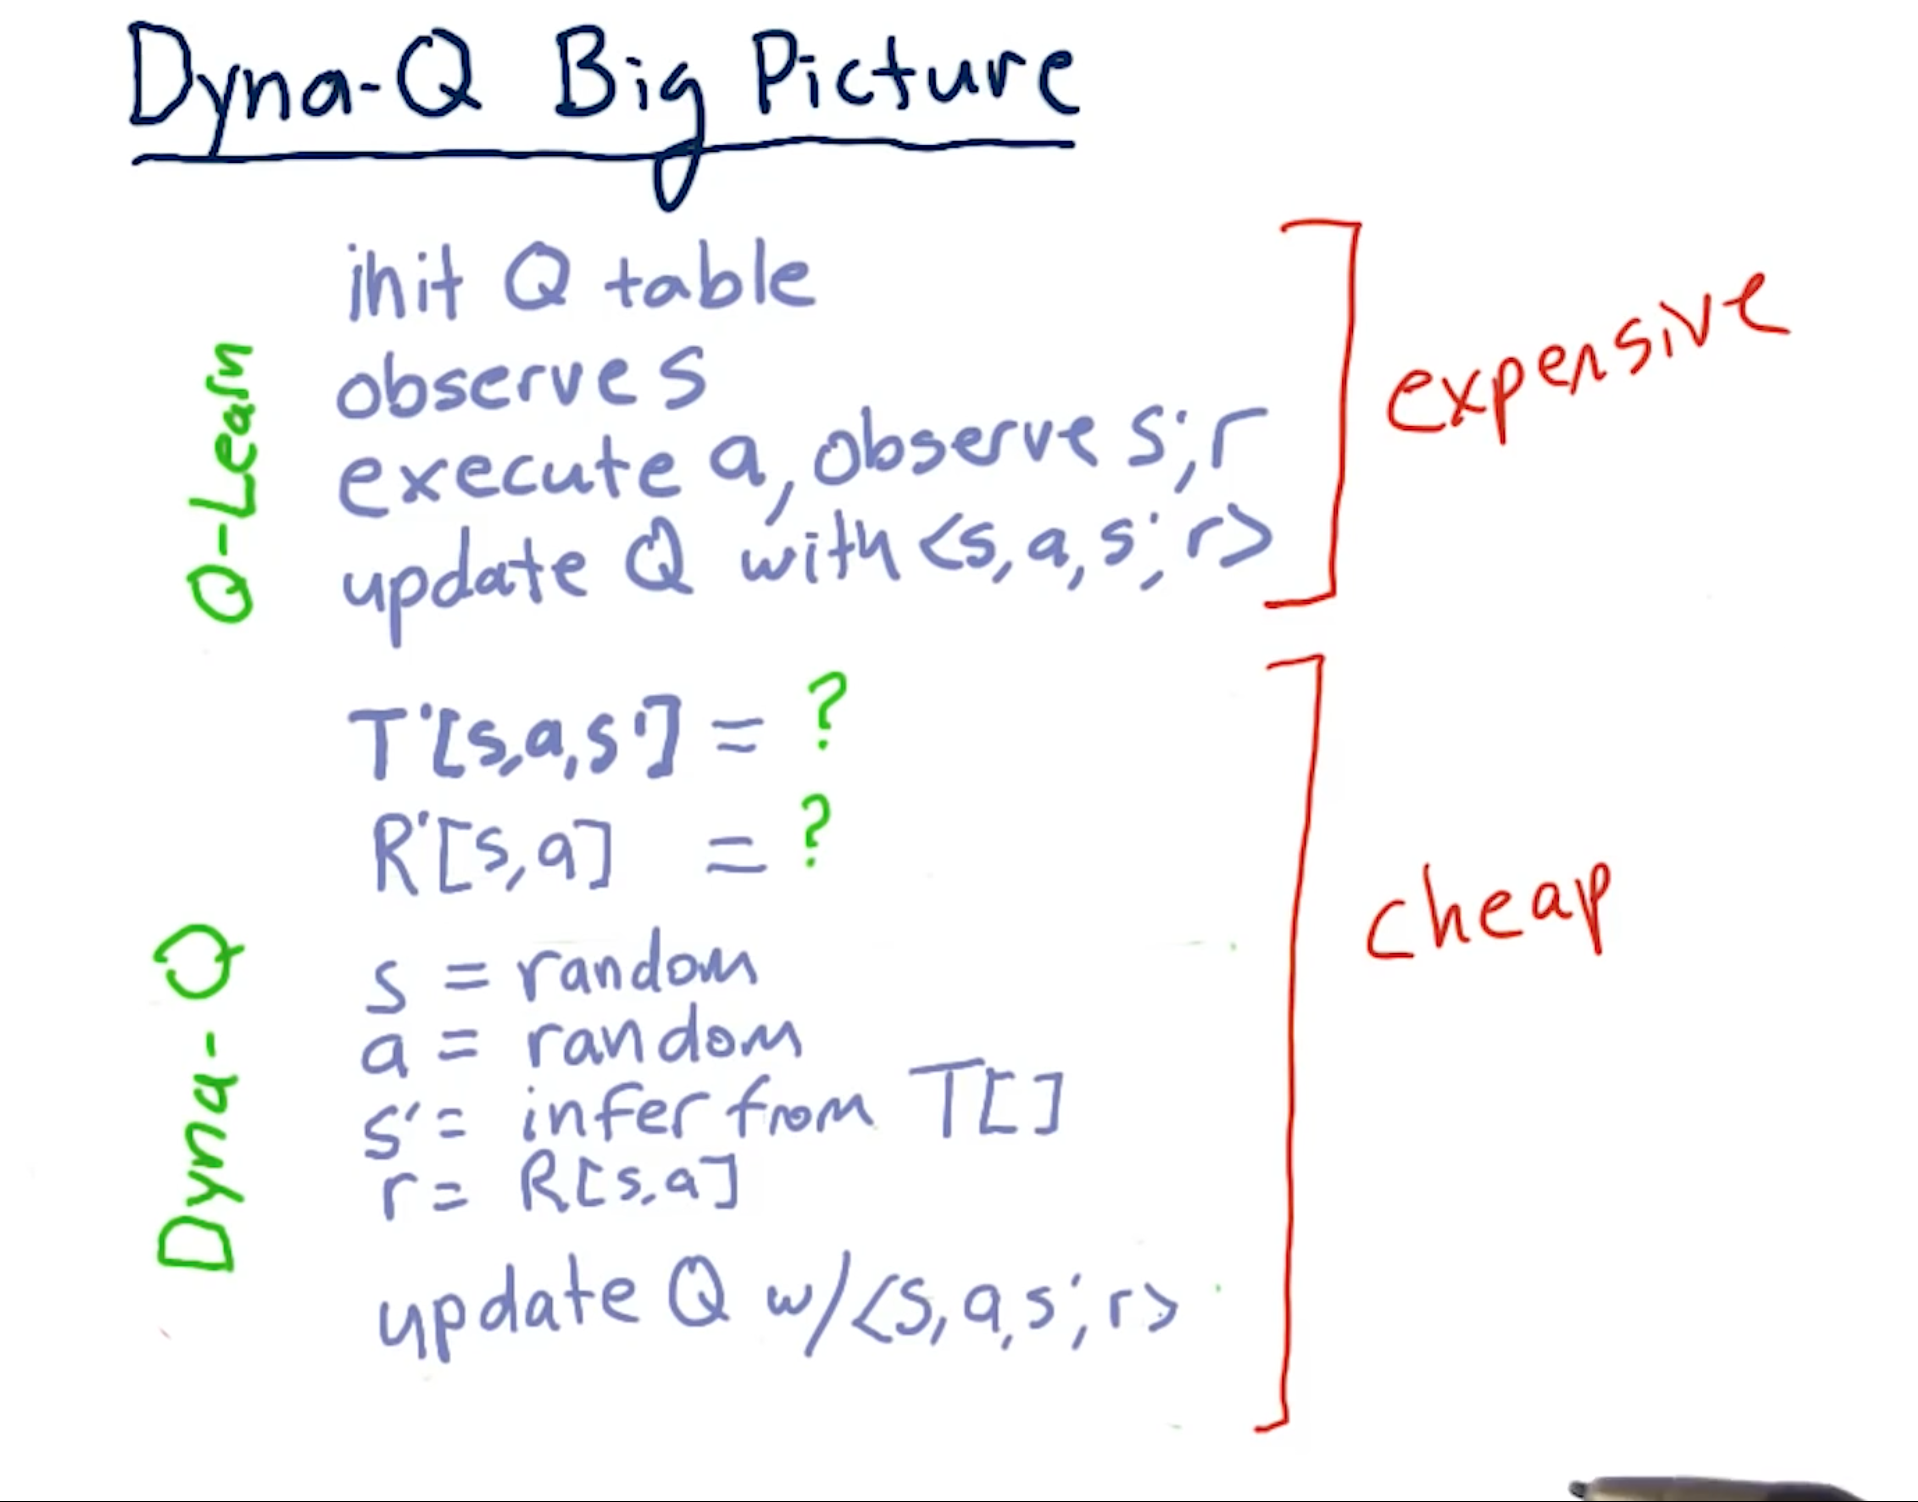 Dyna-Q Big Picture
init Q table
observe s
execute a, observe s', r
update Q with <s, a, s', r>
Q-Learn
expensive
T'[s,a,s'] = ?
R'[s,a] = ?
s = random
a = random
s' = infer from T[]
r = R[s,a]
update Q w/ <s, a, s', r>
Dyna-Q
cheap